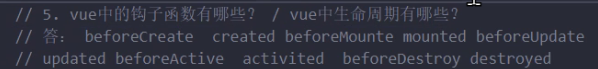 // 5. vue中的钩子函数有哪些？ / vue中生命周期有哪些？
// 答： beforeCreate created beforeMounte mounted beforeUpdate
// updated beforeActive activited beforeDestroy destroyed